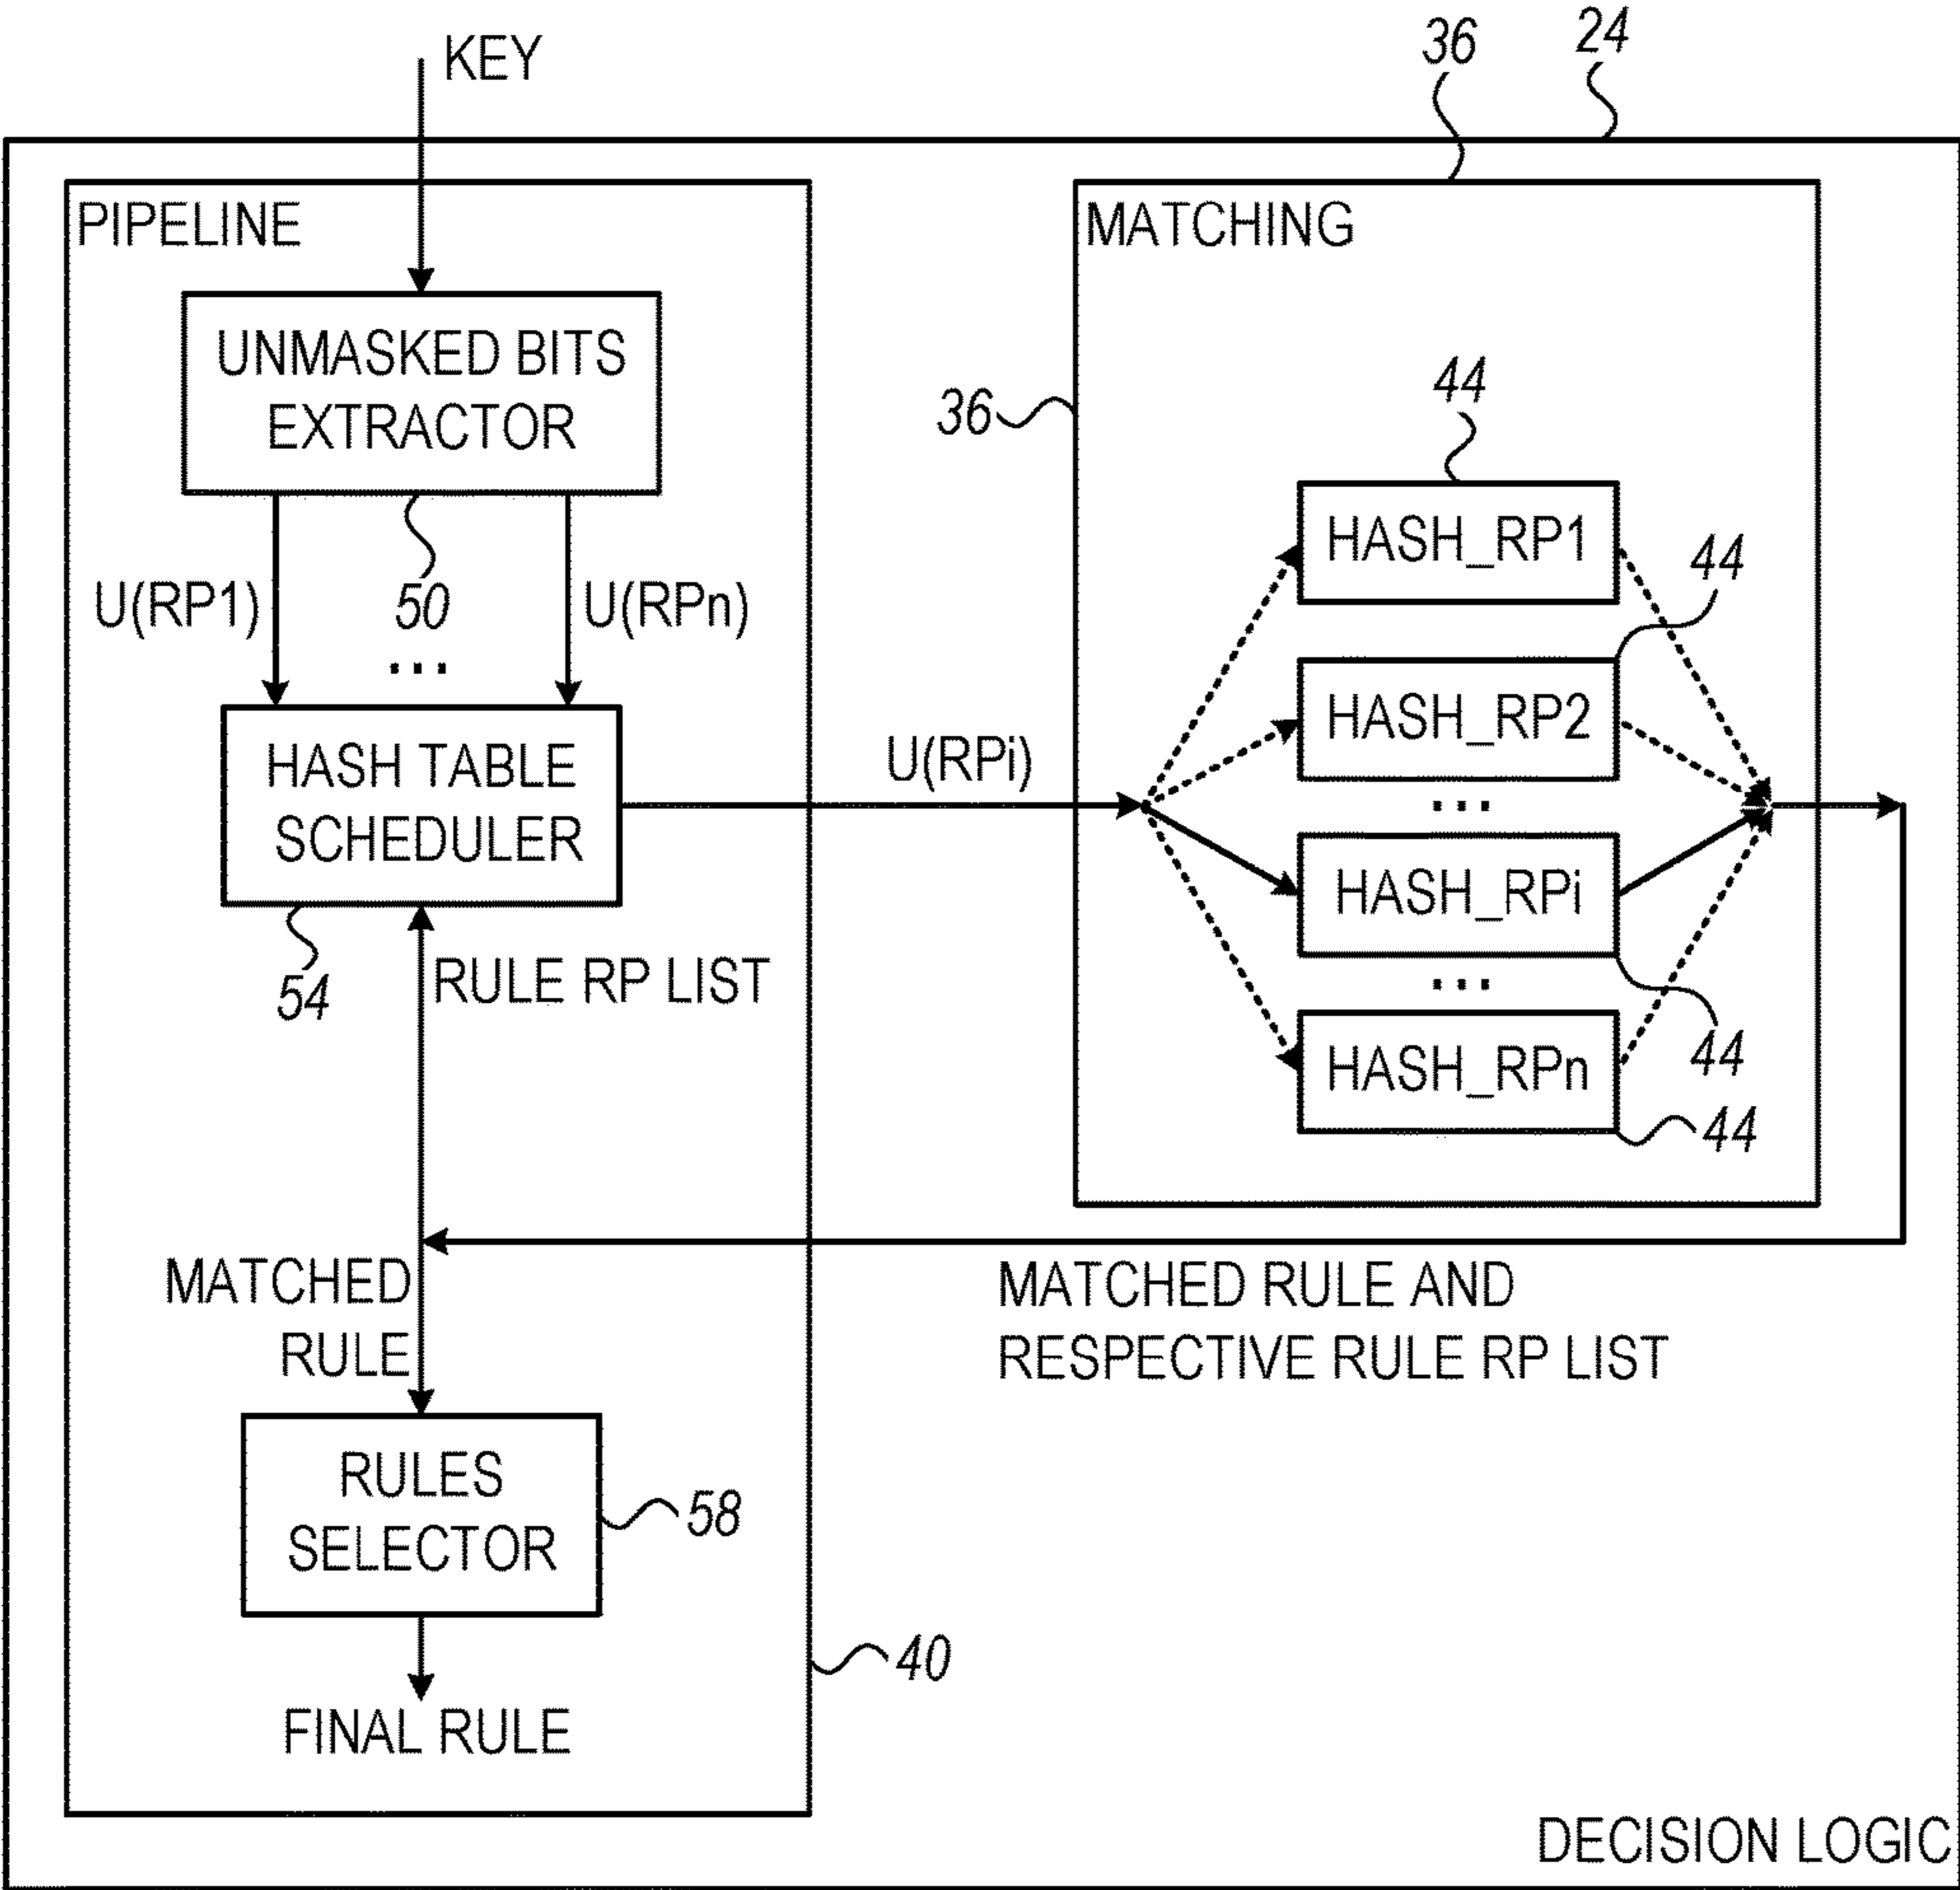 24
36
KEY
PIPELINE
MATCHING
UNMASKED BITS
EXTRACTOR
36
44
HASH_RP1
44
U(RP1)
50
U(RPn)
...
HASH_RP2
HASH TABLE
SCHEDULER
U(RPi)
...
HASH_RPi
54
RULE RP LIST
...
44
HASH_RPn
44
MATCHED
RULE
MATCHED RULE AND
RESPECTIVE RULE RP LIST
RULES
SELECTOR
58
40
FINAL RULE
DECISION LOGIC